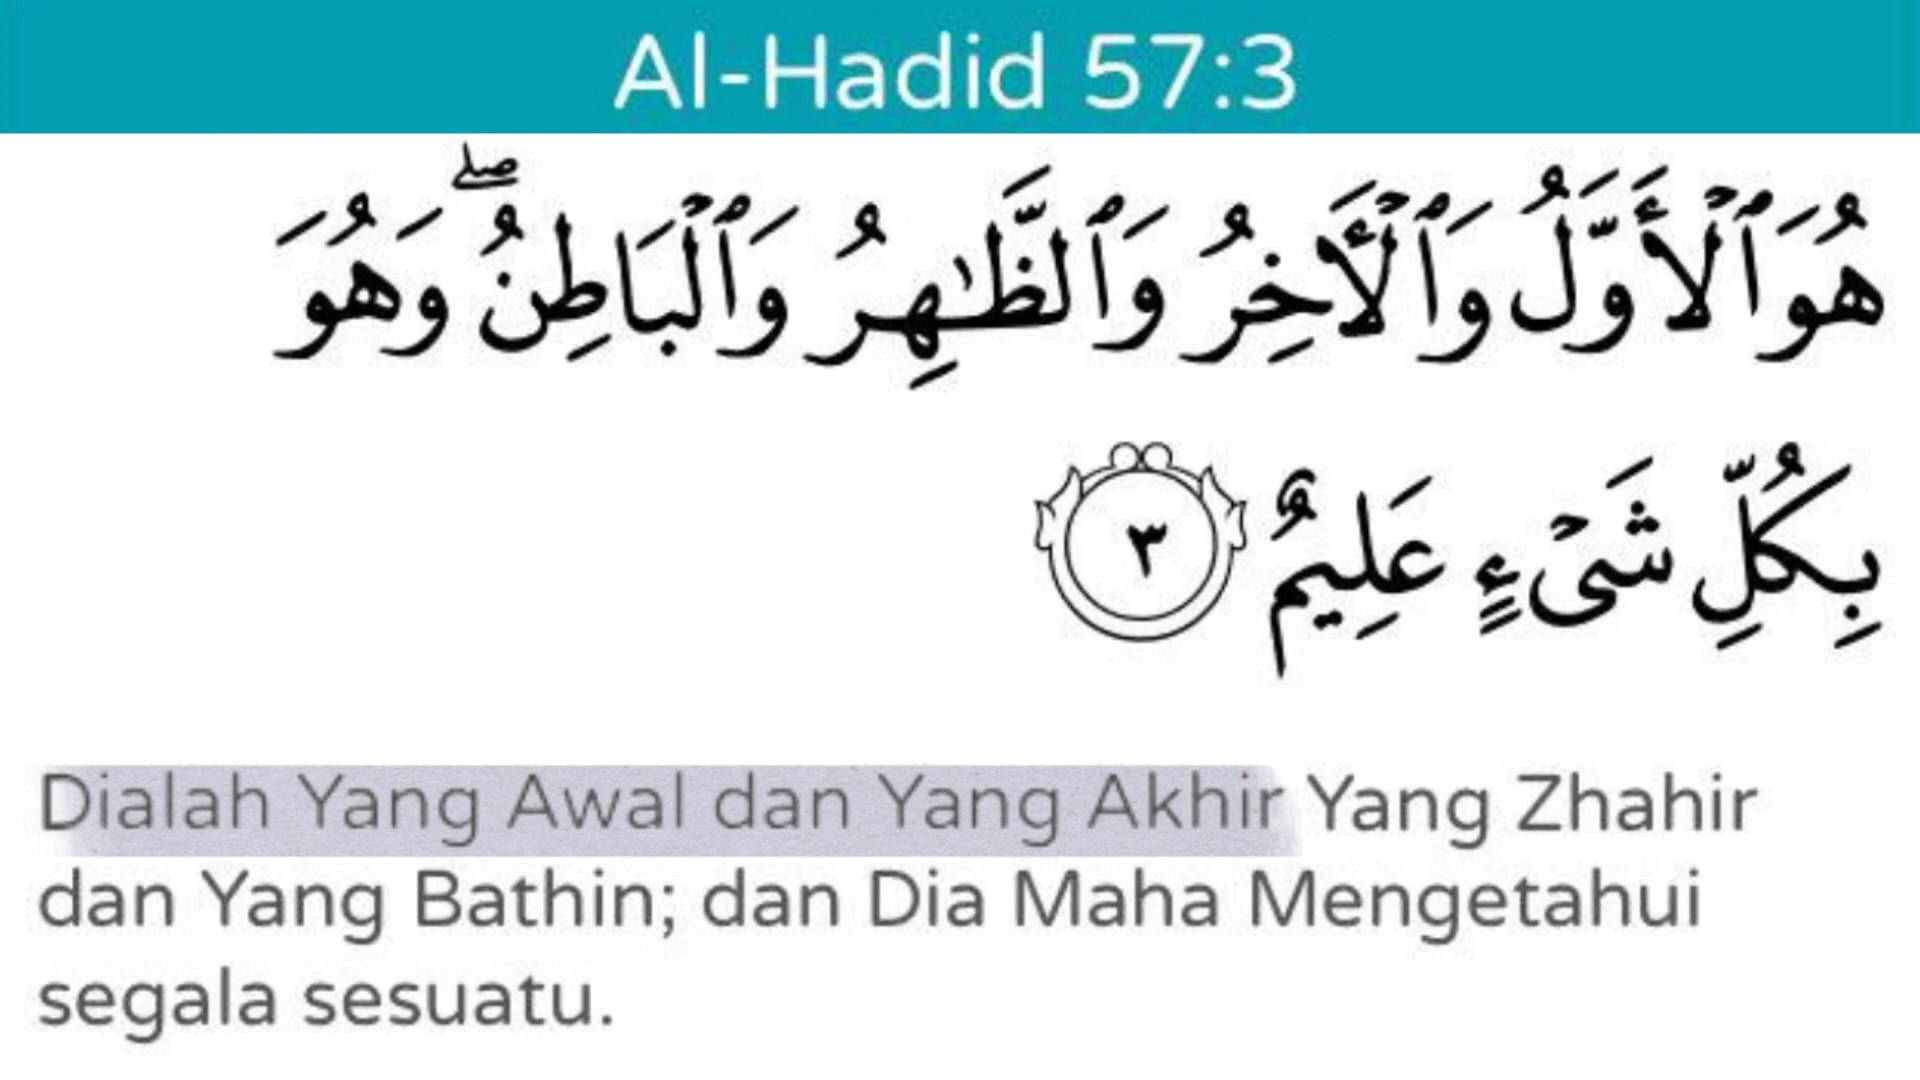 Al-Hadid 57:3
هُوَ ٱلْأَوَّلُ وَٱلْأَخِرُ وَٱلظَّٰهِرُ وَٱلْبَاطِنُ ۖ وَهُوَ
بِكُلِّ شَىْءٍ عَلِيمٌ ٣
Dialah Yang Awal dan Yang Akhir Yang Zhahir
dan Yang Bathin; dan Dia Maha Mengetahui
segala sesuatu.